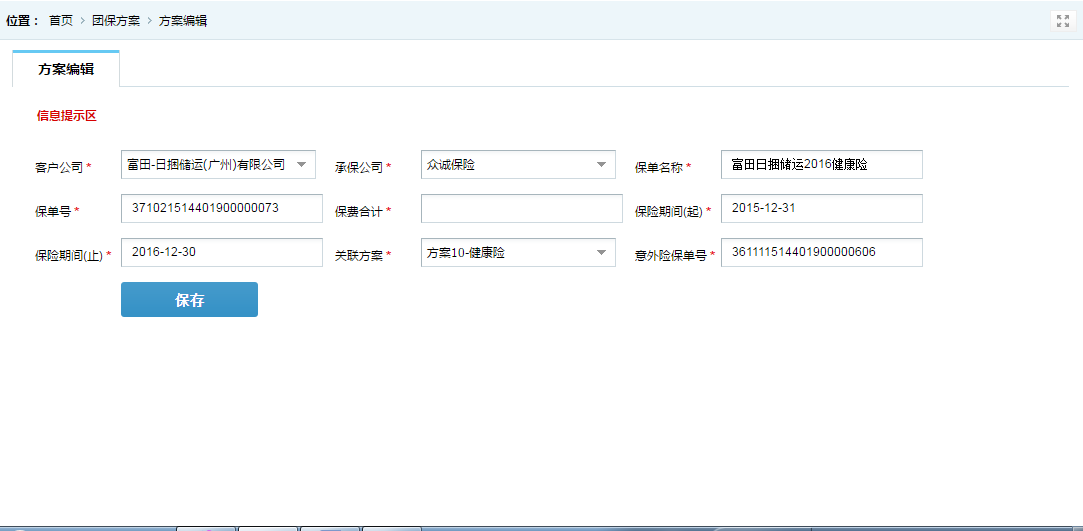 位置： 首页 > 团保方案 > 方案编辑
方案编辑
信息提示区
客户公司 * 富田-日捆储运(广州)有限公司 承保公司 * 众诚保险 保单名称 * 富田日捆储运2016健康险
保单号 * 371021514401900000073 保费合计 * 保险期间(起) * 2015-12-31
保险期间(止) * 2016-12-30 关联方案 * 方案10-健康险 意外险保单号 * 361111514401900000606
保存